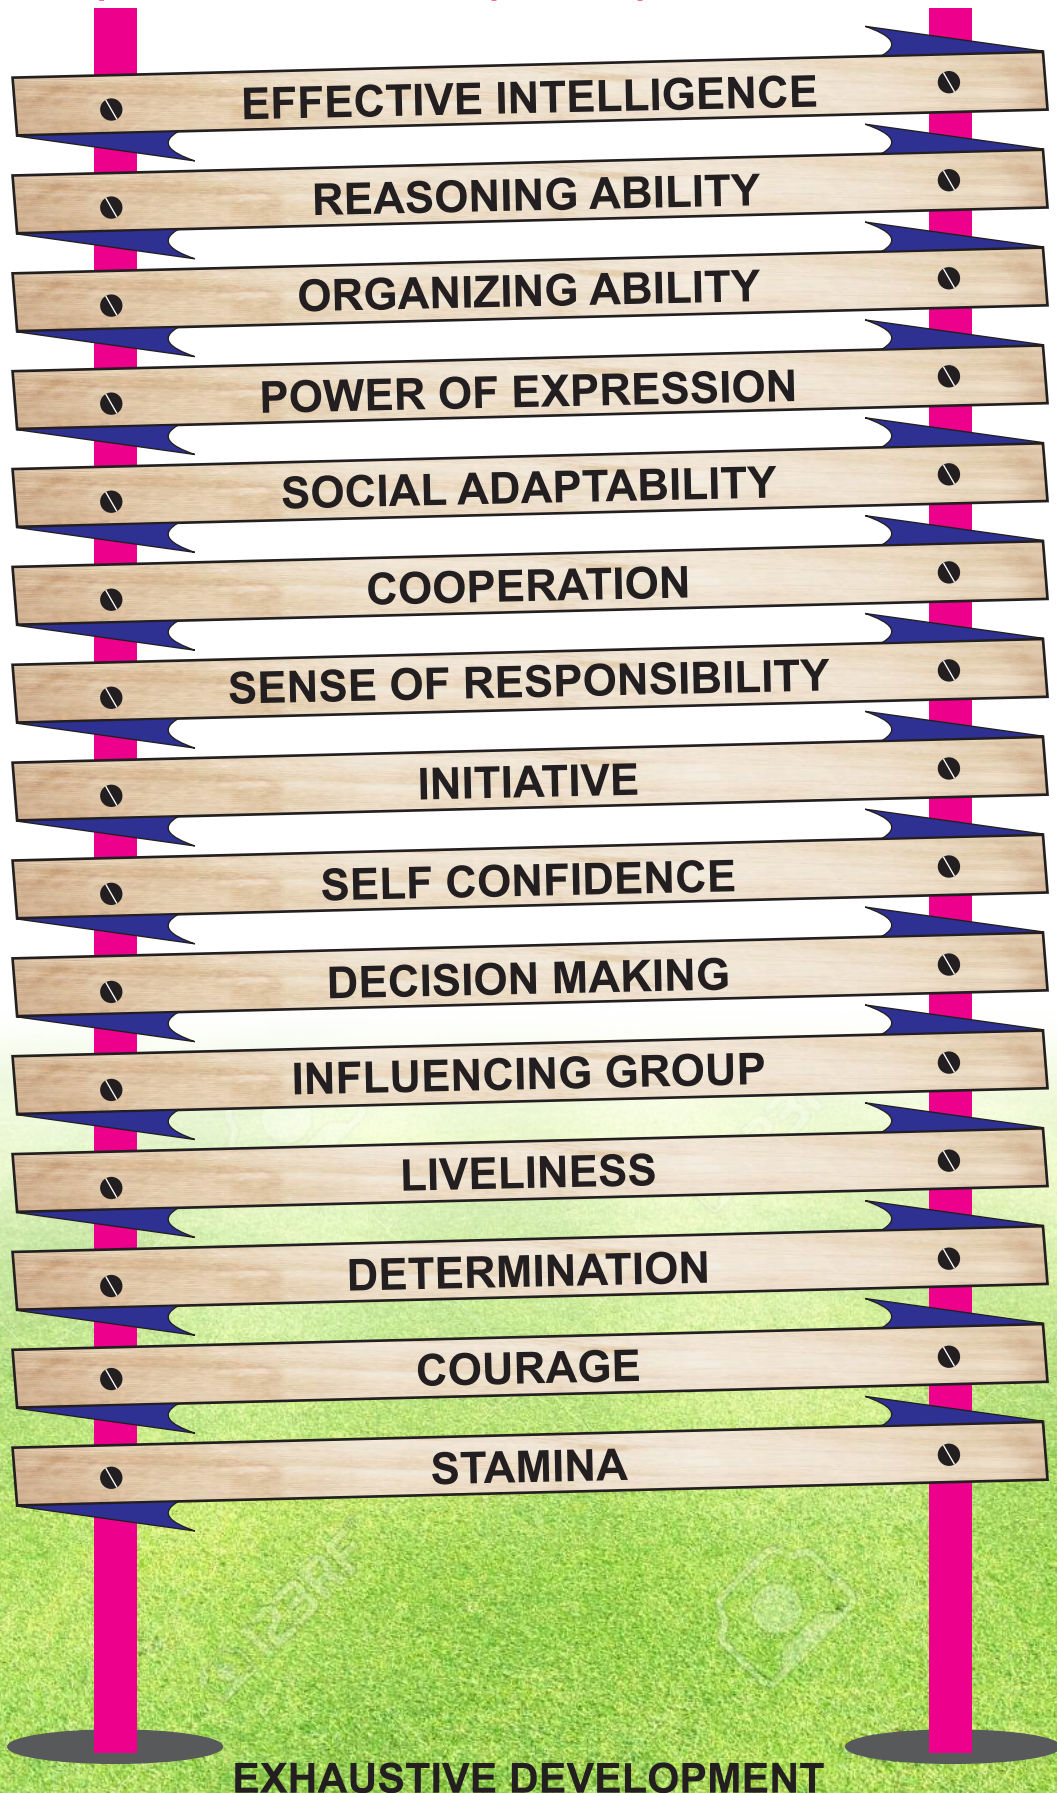 EFFECTIVE INTELLIGENCE
REASONING ABILITY
ORGANIZING ABILITY
POWER OF EXPRESSION
SOCIAL ADAPTABILITY
COOPERATION
SENSE OF RESPONSIBILITY
INITIATIVE
SELF CONFIDENCE
DECISION MAKING
INFLUENCING GROUP
LIVELINESS
DETERMINATION
COURAGE
STAMINA
123RF
EXHAUSTIVE DEVELOPMENT